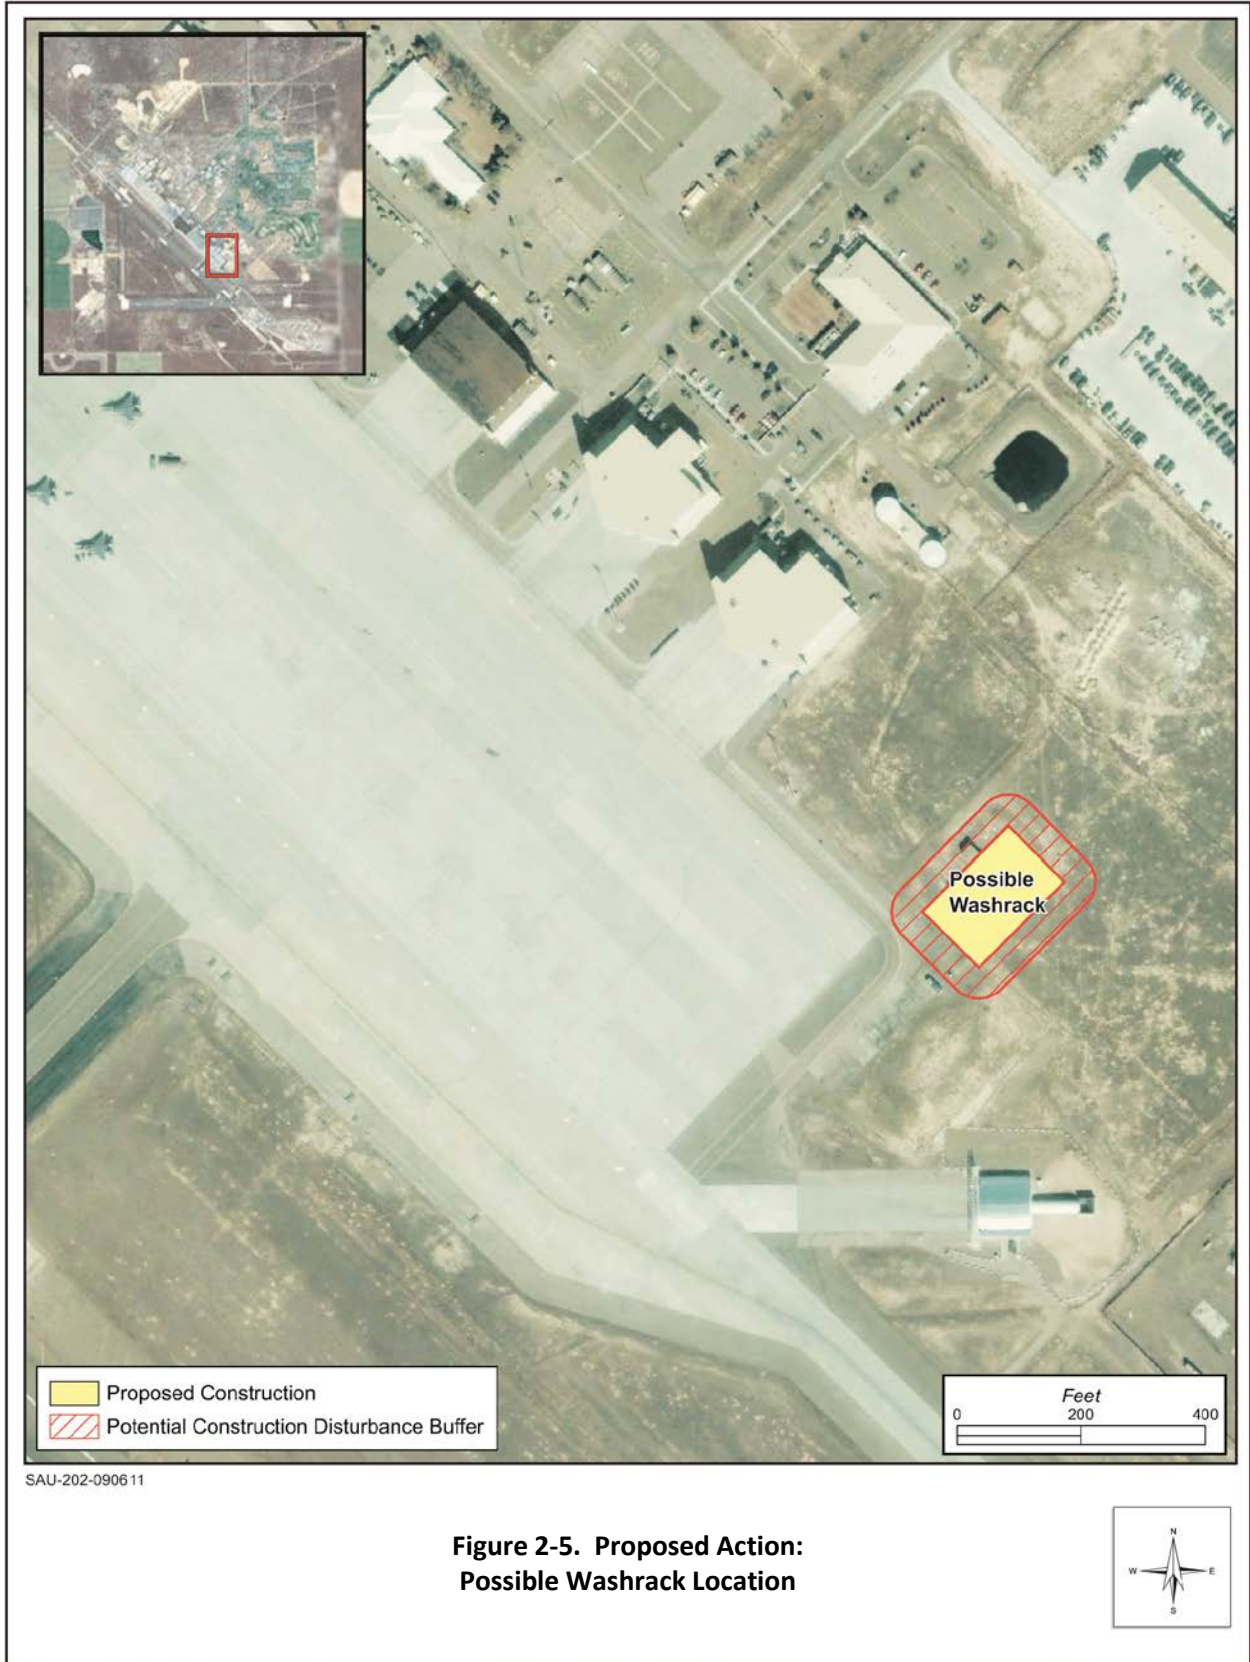 Possible
Washrack
Proposed Construction
Potential Construction Disturbance Buffer
Feet
0 200 400
SAU-202-090611
Figure 2-5. Proposed Action:
Possible Washrack Location
N
W E
S